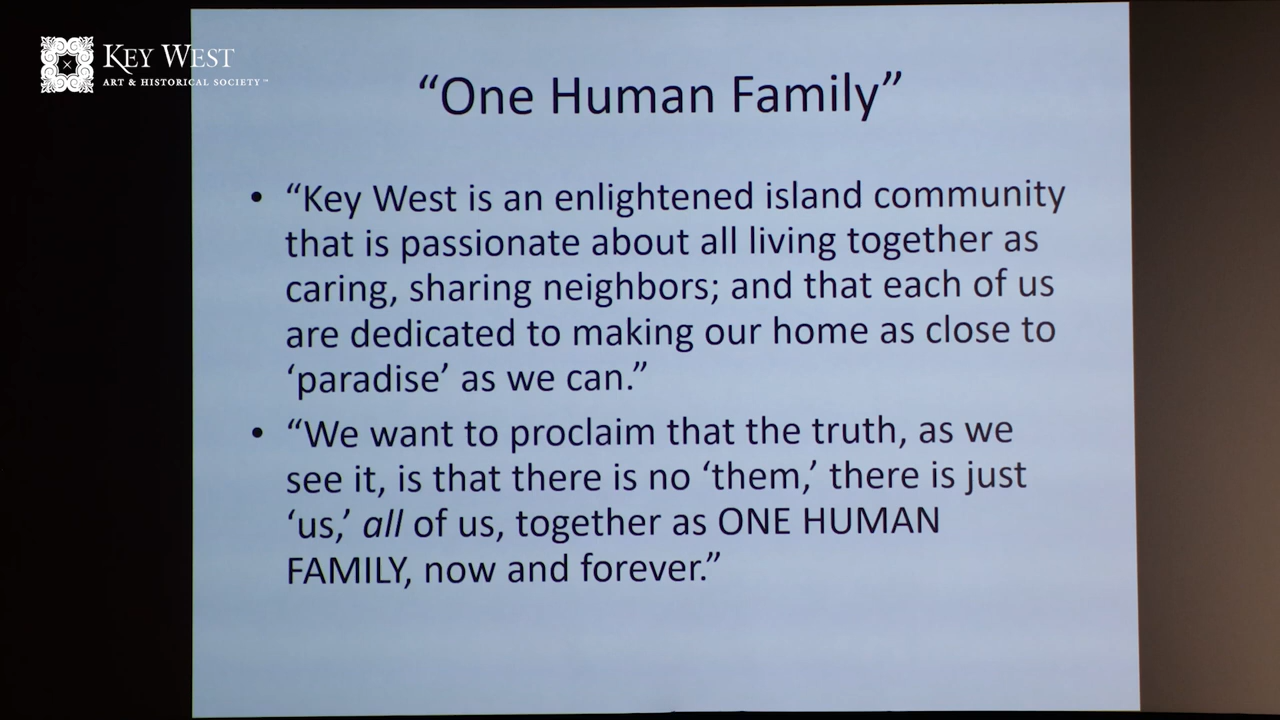 KEY WEST
ART & HISTORICAL SOCIETY™
“One Human Family”
• “Key West is an enlightened island community
that is passionate about all living together as
caring, sharing neighbors; and that each of us
are dedicated to making our home as close to
‘paradise’ as we can.”
• “We want to proclaim that the truth, as we
see it, is that there is no ‘them,’ there is just
‘us,’ all of us, together as ONE HUMAN
FAMILY, now and forever.”